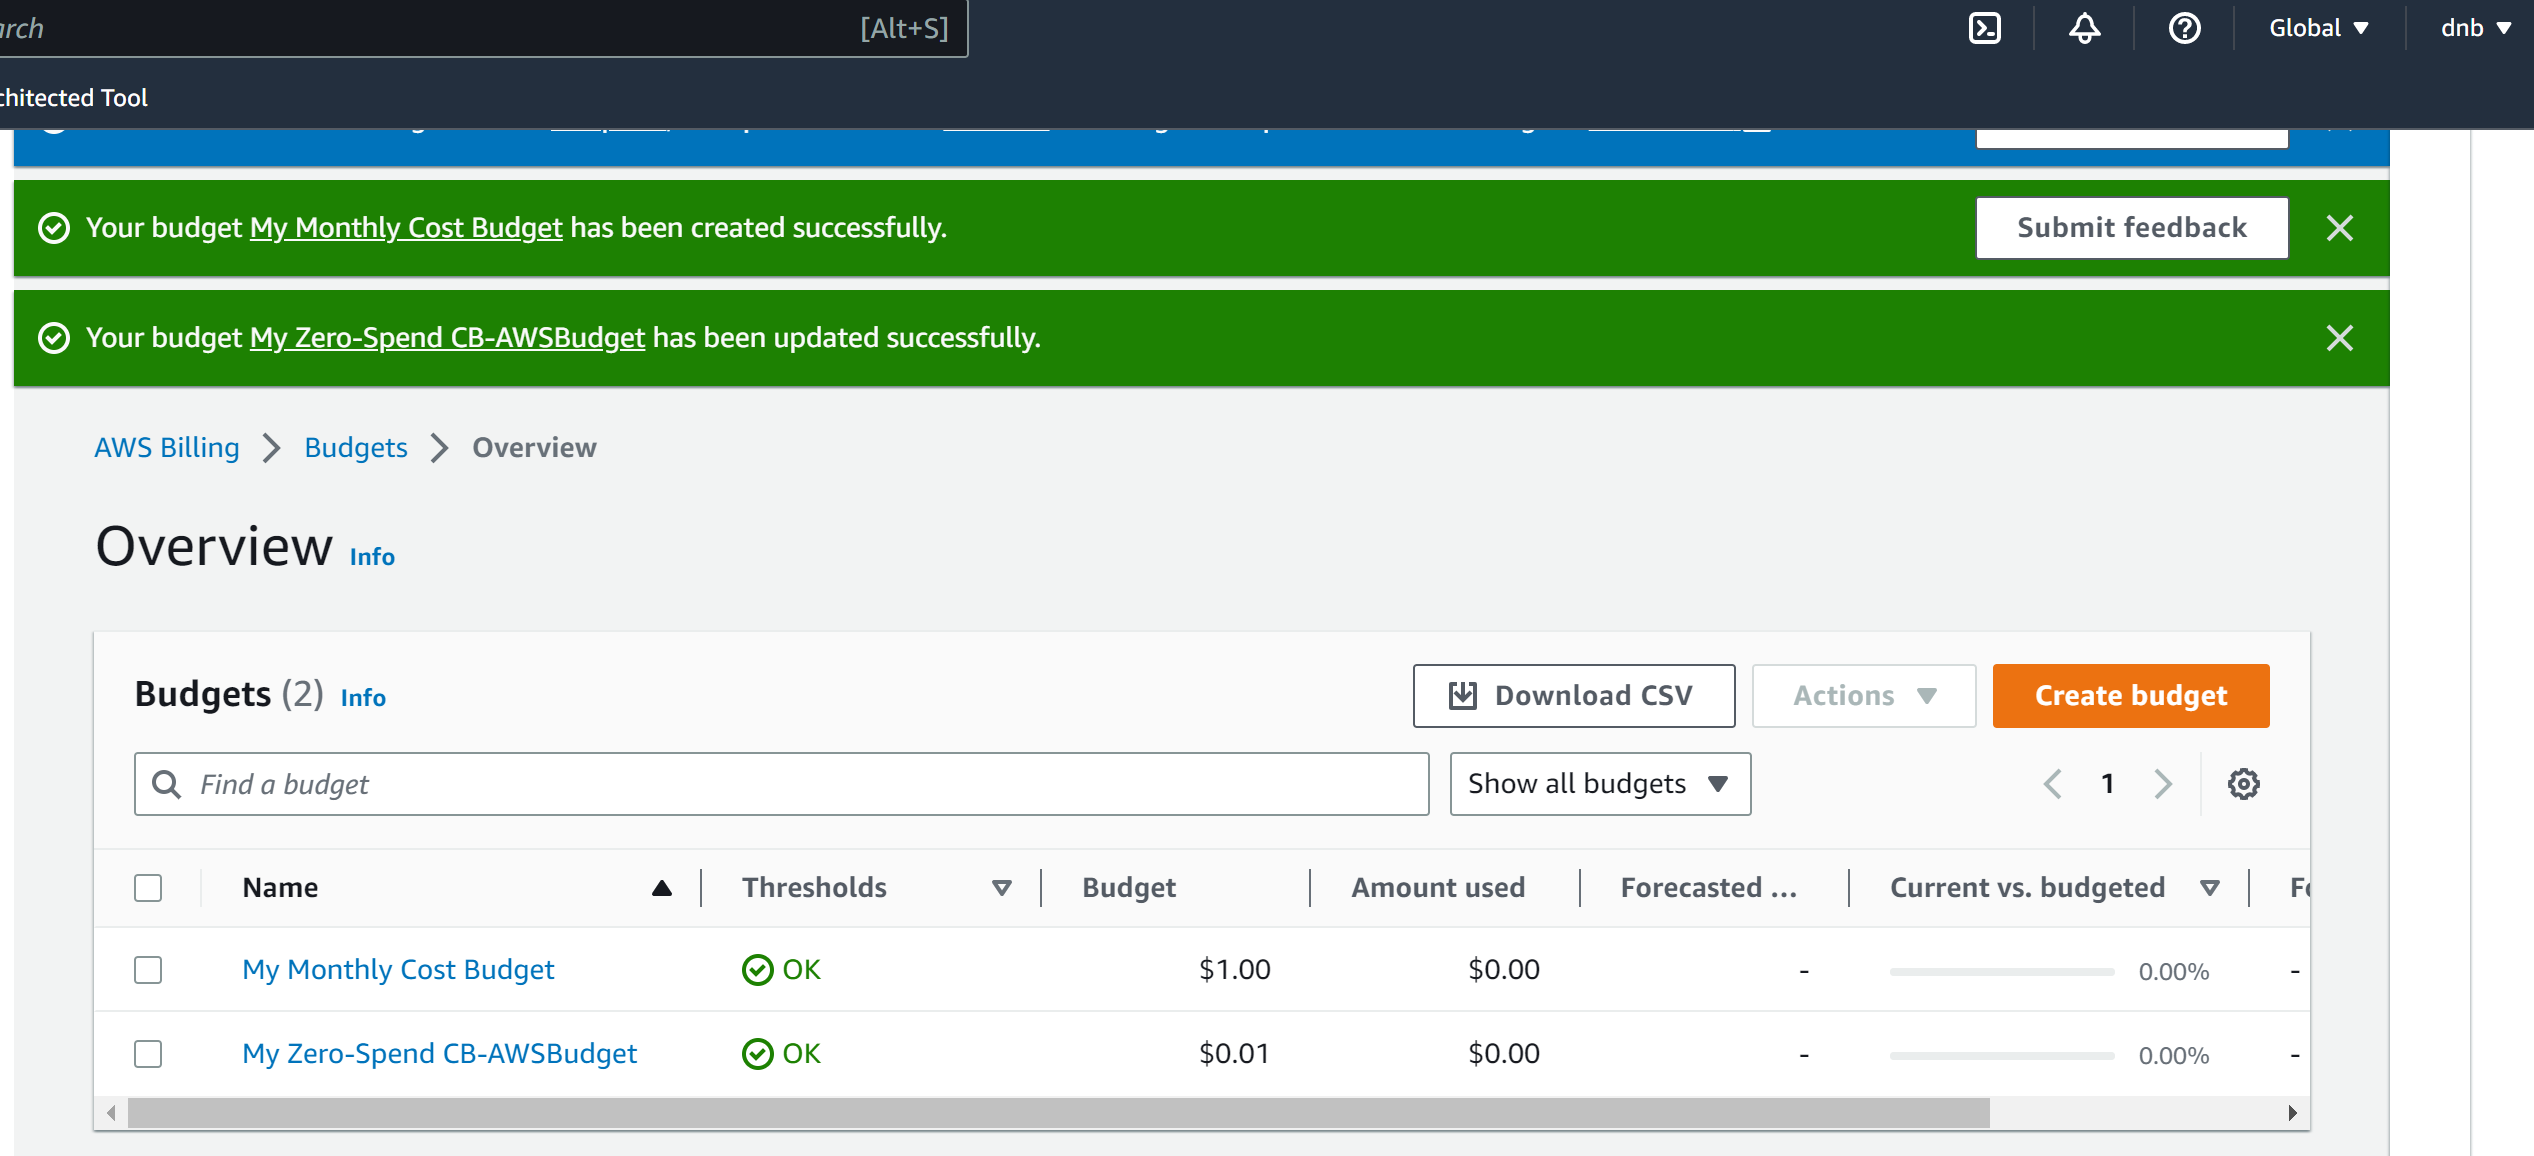 [Alt+S]
Global
dnb
Tool
Your budget My Monthly Cost Budget has been created successfully.
Submit feedback
Your budget My Zero-Spend CB-AWSBudget has been updated successfully.
AWS Billing
Budgets
Overview
Overview Info
Budgets (2) Info
Download CSV
Actions
Create budget
Find a budget
Show all budgets
1
Name
Thresholds
Budget
Amount used
Forecasted ...
Current vs. budgeted
My Monthly Cost Budget
OK
$1.00
$0.00
-
0.00%
-
My Zero-Spend CB-AWSBudget
OK
$0.01
$0.00
-
0.00%
-